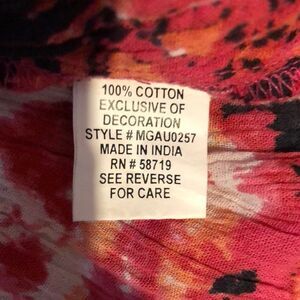 100% COTTON
EXCLUSIVE OF
DECORATION
STYLE # MGAU0257
MADE IN INDIA
RN # 58719
SEE REVERSE
FOR CARE